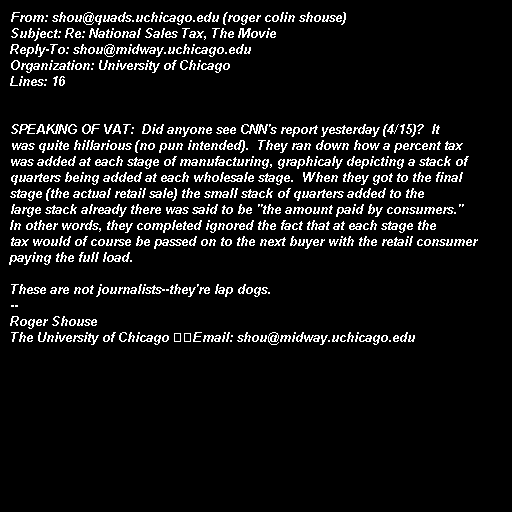 From: shou@quads.uchicago.edu (roger colin shouse)
Subject: Re: National Sales Tax, The Movie
Reply-To: shou@midway.uchicago.edu
Organization: University of Chicago
Lines: 16

SPEAKING OF VAT:  Did anyone see CNN's report yesterday (4/15)?  It
was quite hillarious (no pun intended).  They ran down how a percent tax
was added at each stage of manufacturing, graphicaly depicting a stack of
quarters being added at each wholesale stage.  When they got to the final
stage (the actual retail sale) the small stack of quarters added to the
large stack already there was said to be "the amount paid by consumers."
In other words, they completed ignored the fact that at each stage the
tax would of course be passed on to the next buyer with the retail consumer
paying the full load.

These are not journalists--they're lap dogs.
--
Roger Shouse
The University of Chicago □□Email: shou@midway.uchicago.edu